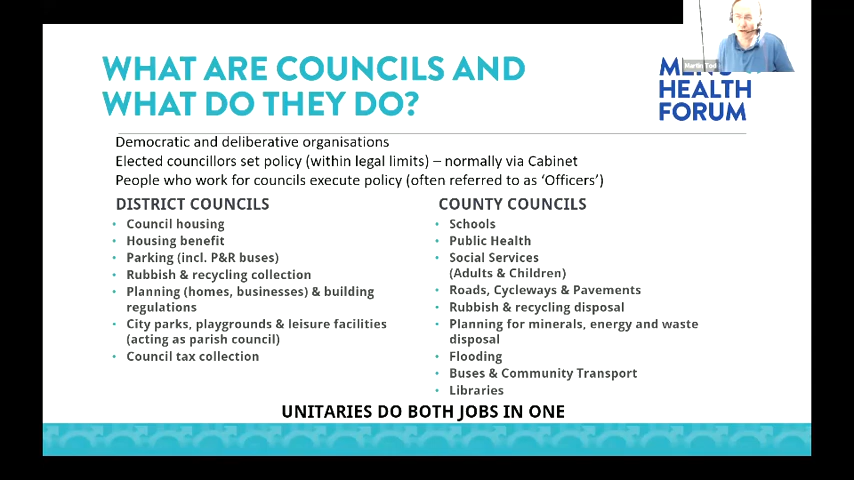 WHAT ARE COUNCILS AND
WHAT DO THEY DO?
HEALTH
FORUM
Democratic and deliberative organisations
Elected councillors set policy (within legal limits) – normally via Cabinet
People who work for councils execute policy (often referred to as ‘Officers’)
DISTRICT COUNCILS
• Council housing
• Housing benefit
• Parking (incl. P&R buses)
• Rubbish & recycling collection
• Planning (homes, businesses) & building
regulations
• City parks, playgrounds & leisure facilities
(acting as parish council)
• Council tax collection
COUNTY COUNCILS
• Schools
• Public Health
• Social Services
(Adults & Children)
• Roads, Cycleways & Pavements
• Rubbish & recycling disposal
• Planning for minerals, energy and waste
disposal
• Flooding
• Buses & Community Transport
• Libraries
UNITARIES DO BOTH JOBS IN ONE